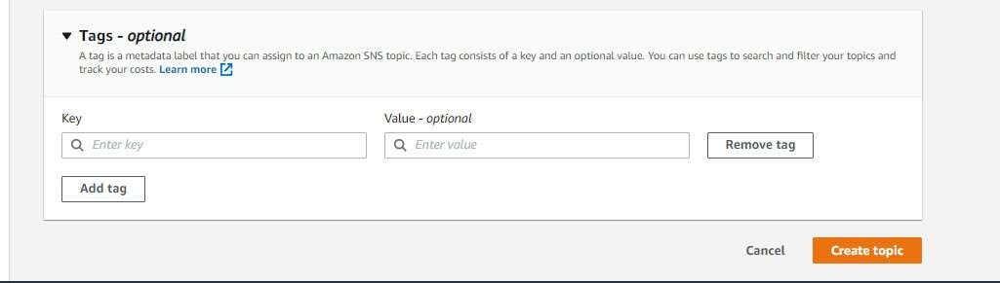 Tags - optional
A tag is a metadata label that you can assign to an Amazon SNS topic. Each tag consists of a key and an optional value. You can use tags to search and filter your topics and
track your costs. Learn more
Key
Value - optional
Enter key
Enter value
Remove tag
Add tag
Cancel
Create topic